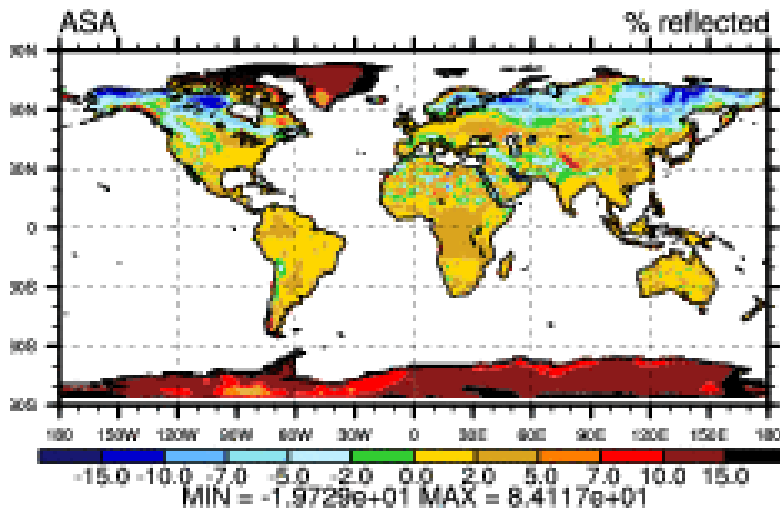 ASA % reflected
90N
60N
30N
0
30S
60S
90S
180 150W 120W 90W 60W 30W 0 30E 60E 90E 120E 150E 180
-15.0 -10.0 -7.0 -5.0 -2.0 0.0 2.0 5.0 7.0 10.0 15.0
MIN = -1.9729e+01 MAX = 8.4117e+01